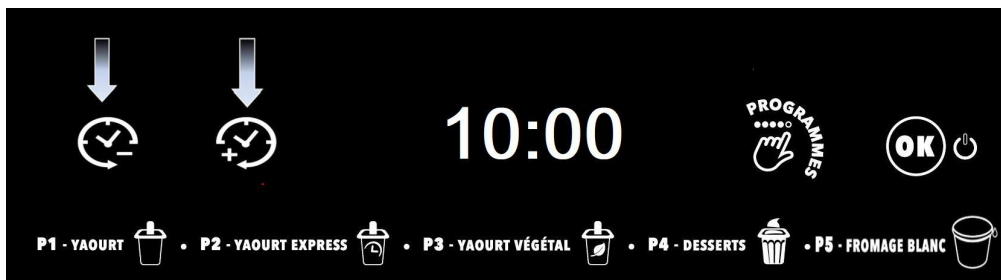 10:00
PROGRAMMES
OK
P1 - YAOURT • P2 - YAOURT EXPRESS • P3 - YAOURT VÉGÉTAL • P4 - DESSERTS • P5 - FROMAGE BLANC